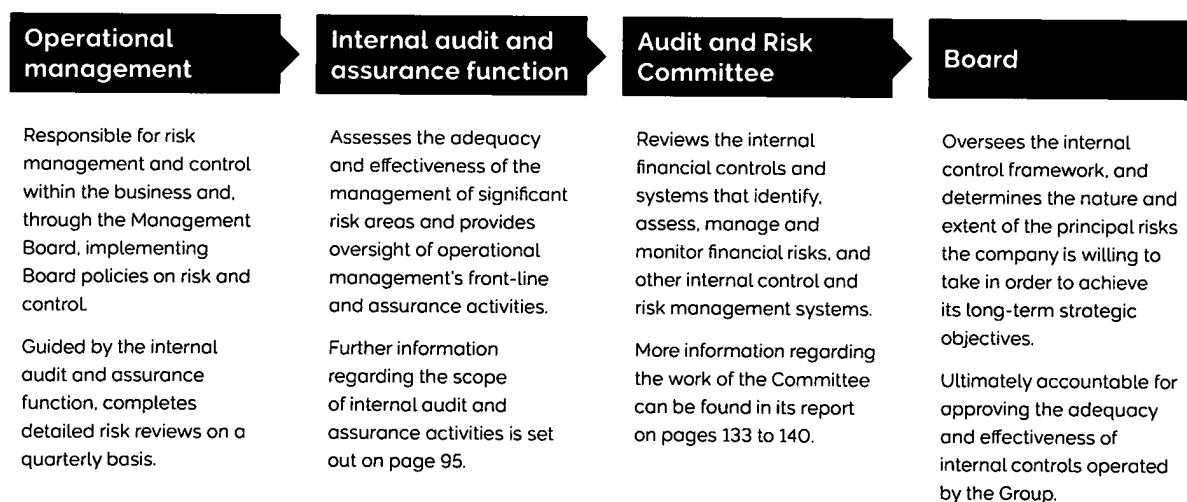 Operational
management
Responsible for risk
management and control
within the business and,
through the Management
Board, implementing
Board policies on risk and
control.
Guided by the internal
audit and assurance
function, completes
detailed risk reviews on a
quarterly basis.
Internal audit and
assurance function
Assesses the adequacy
and effectiveness of the
management of significant
risk areas and provides
oversight of operational
management's front-line
and assurance activities.
Further information
regarding the scope
of internal audit and
assurance activities is set
out on page 95.
Audit and Risk
Committee
Reviews the internal
financial controls and
systems that identify,
assess, manage and
monitor financial risks, and
other internal control and
risk management systems.
More information regarding
the work of the Committee
can be found in its report
on pages 133 to 140.
Board
Oversees the internal
control framework, and
determines the nature and
extent of the principal risks
the company is willing to
take in order to achieve
its long-term strategic
objectives.
Ultimately accountable for
approving the adequacy
and effectiveness of
internal controls operated
by the Group.